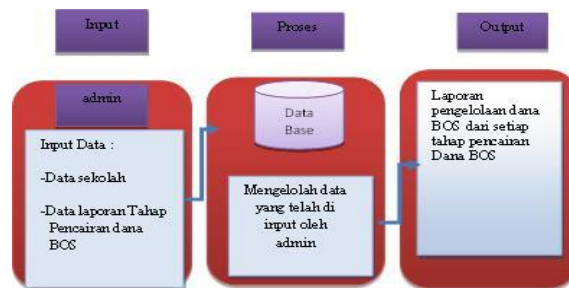 Input
Proses
Output
admin
Input Data :
-Data sekolah
-Data laporan Tahap
Pencairan dana
BOS
Data
Base
Mengelolah data
yang telah di
input oleh
admin
Laporan
pengelolaan dana
BOS dari setiap
tahap pencairan
Dana BOS